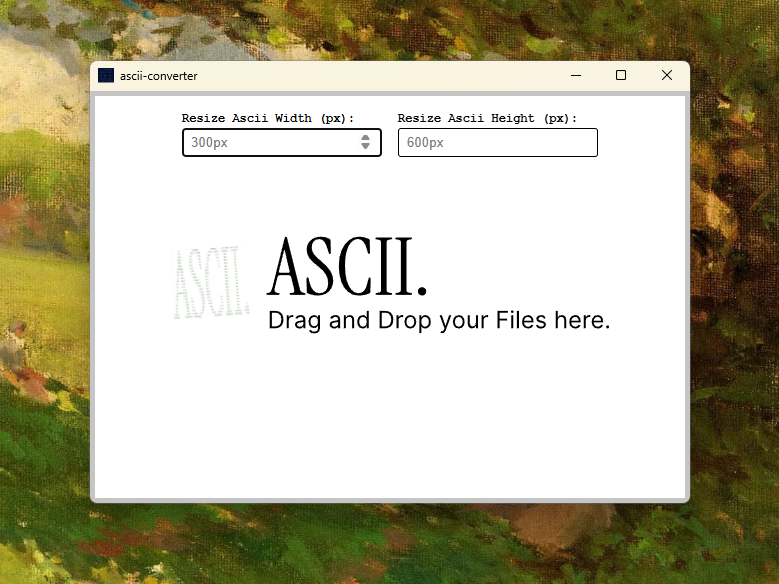 ascii-converter
Resize Ascii Width (px): Resize Ascii Height (px):
300px 600px
ASCII. ASCII.
Drag and Drop your Files here.